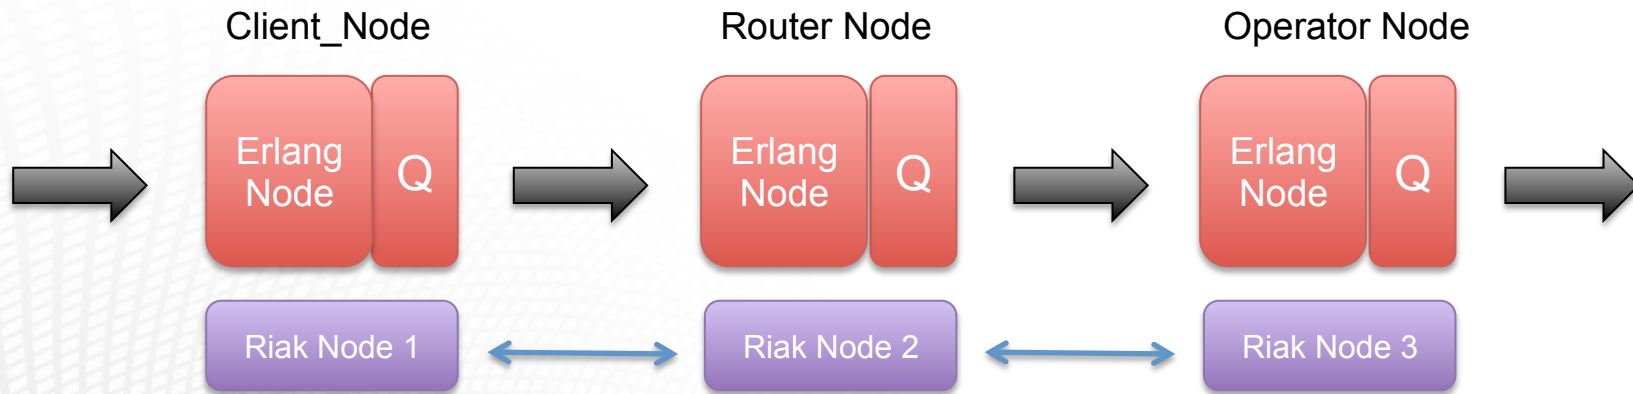 Client_Node
Router Node
Operator Node
Erlang
Node
Q
Erlang
Node
Q
Erlang
Node
Q
Riak Node 1
Riak Node 2
Riak Node 3